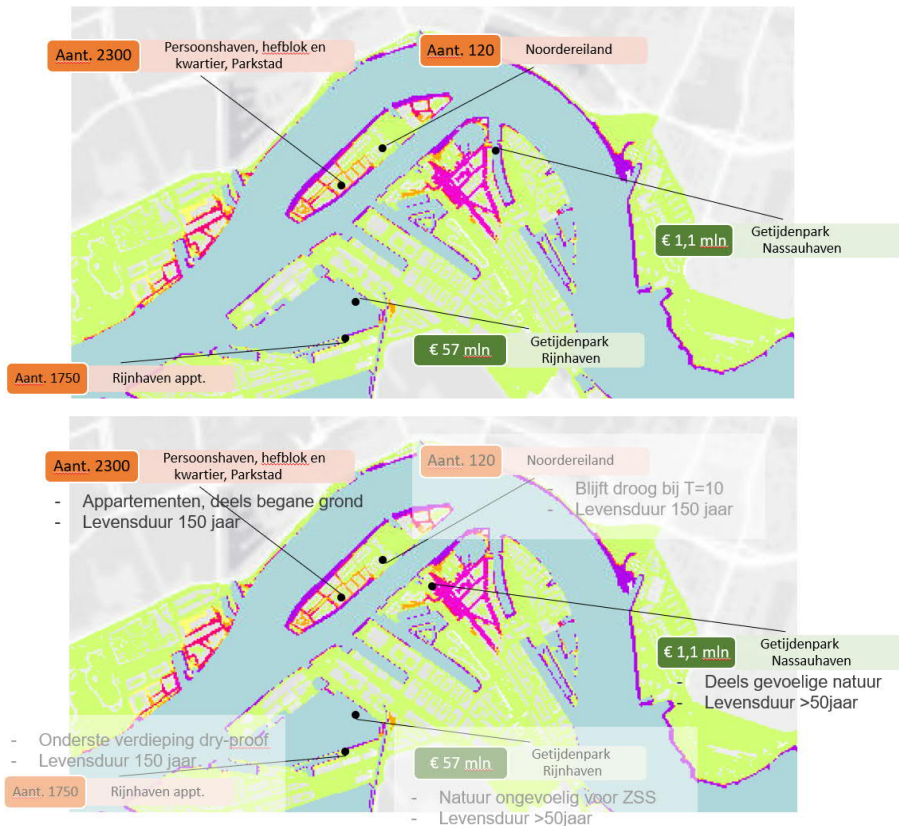 Aant. 2300
Persoonshaven, hefblok en
kwartier, Parkstad
Aant. 120
Noordereiland
€ 1,1 mln
Getijdenpark
Nassauhaven
€ 57 mln
Getijdenpark
Rijnhaven
Aant. 1750
Rijnhaven appt.
Aant. 2300
Persoonshaven, hefblok en
kwartier, Parkstad
- Appartementen, deels begane grond
- Levensduur 150 jaar
Aant. 120
Noordereiland
- Blijft droog bij T=10
- Levensduur 150 jaar
€ 1,1 mln
Getijdenpark
Nassauhaven
- Deels gevoelige natuur
- Levensduur >50jaar
- Onderste verdieping dry-proof
- Levensduur 150 jaar
Aant. 1750
Rijnhaven appt.
€ 57 mln
Getijdenpark
Rijnhaven
- Natuur ongevoelig voor ZSS
- Levensduur >50jaar